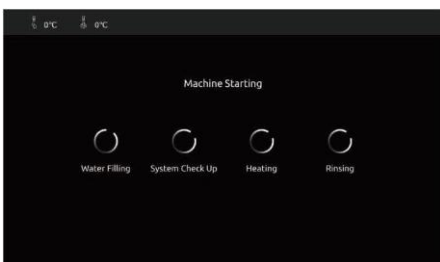 0°C 0°C
Machine Starting
Water Filling System Check Up Heating Rinsing